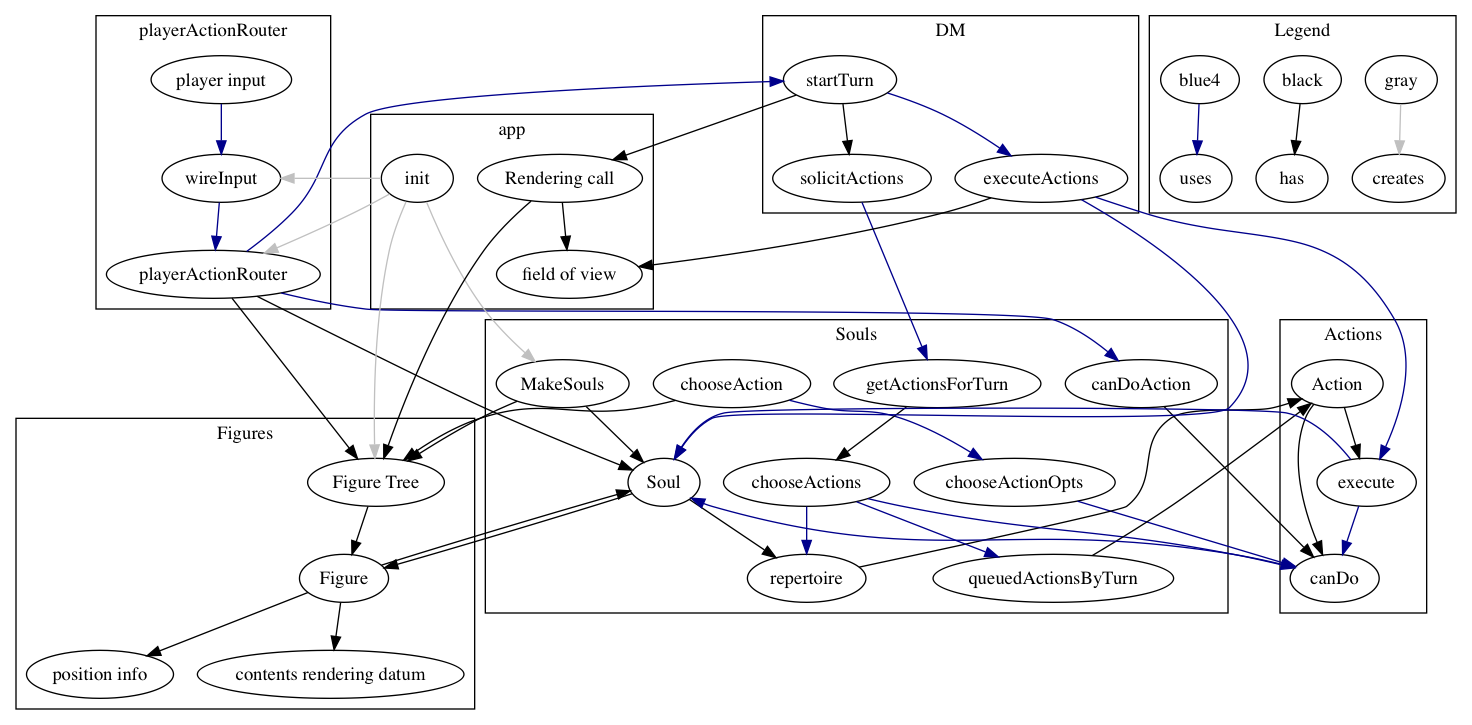 playerActionRouter
DM
Legend
player input
startTurn
blue4
black
gray
app
wireInput
init
Rendering call
solicitActions
executeActions
uses
has
creates
playerActionRouter
field of view
Souls
Actions
MakeSouls
chooseAction
getActionsForTurn
canDoAction
Action
Figures
Figure Tree
Soul
chooseActions
chooseActionOpts
execute
Figure
repertoire
queuedActionsByTurn
canDo
position info
contents rendering datum